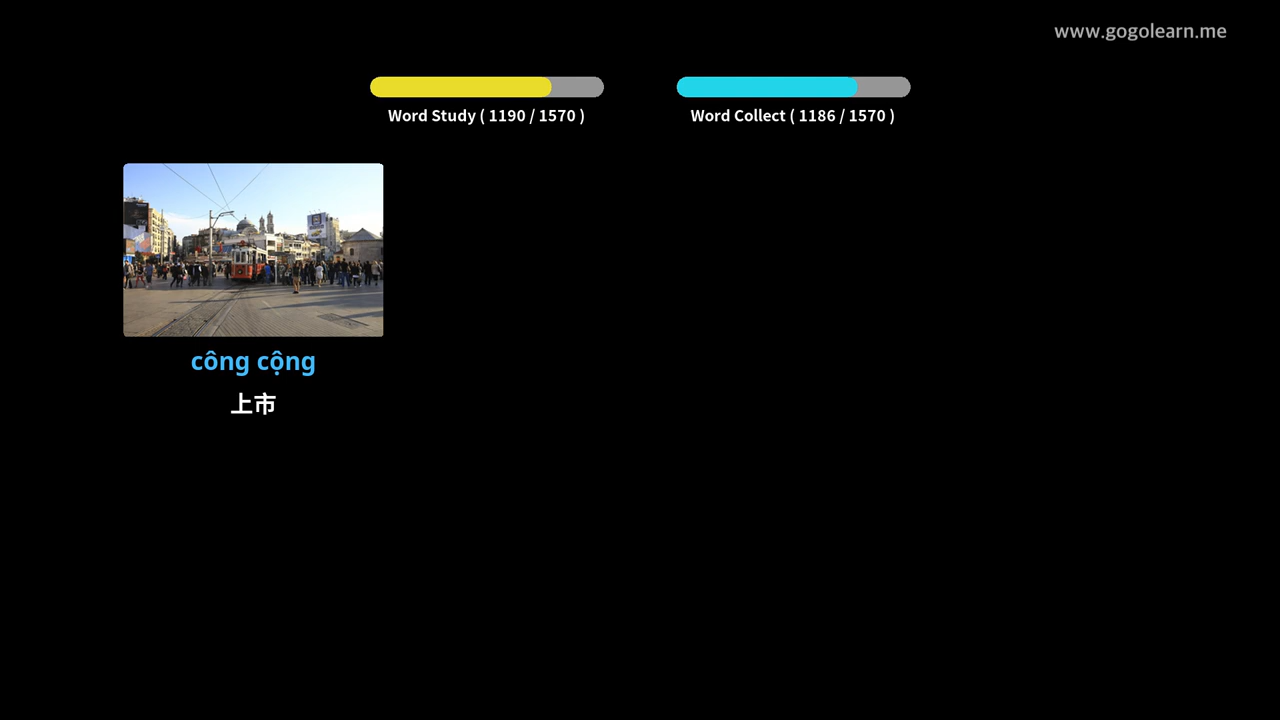 www.gogolearn.me
Word Study ( 1190 / 1570 )
Word Collect ( 1186 / 1570 )
công cộng
上市